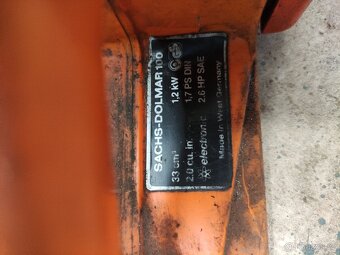 SACHS-DOLMAR 100
1,2 kW GS
33 cm³ 1,7 PS DIN
2.0 cu. in. 2.6 HP SAE
electronic
Made in West Germany